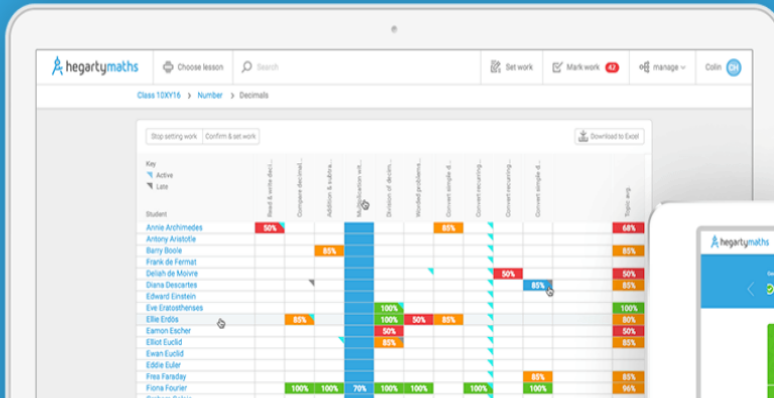 hegartymaths Choose lesson Search Set work Mark work 42 manage Colin CH
Class 10XY16 > Number > Decimals
Stop setting work Confirm & set work Download to Excel
Key
Active
Late
Student Read & write deci... Compare decimal... Addition & subtra... Multiplication wit... Division of decim... Worded problems... Convert simple d... Convert recurring... Convert recurring... Convert simple d... Topic avg
Annie Archimedes 50% 85% 68%
Antony Aristotle
Barry Boole 85% 85%
Frank de Fermat
Deliah de Moivre 50% 50%
Diana Descartes 85% 85%
Edward Einstein
Eve Eratosthenes 100% 100%
Ellie Erdös 85% 100% 50% 85% 80%
Eamon Escher 50% 50%
Elliot Euclid 85% 85%
Ewan Euclid
Eddie Euler
Frea Faraday 85% 85%
Fiona Fourier 100% 100% 70% 100% 100% 100% 100% 96%
hegartymaths